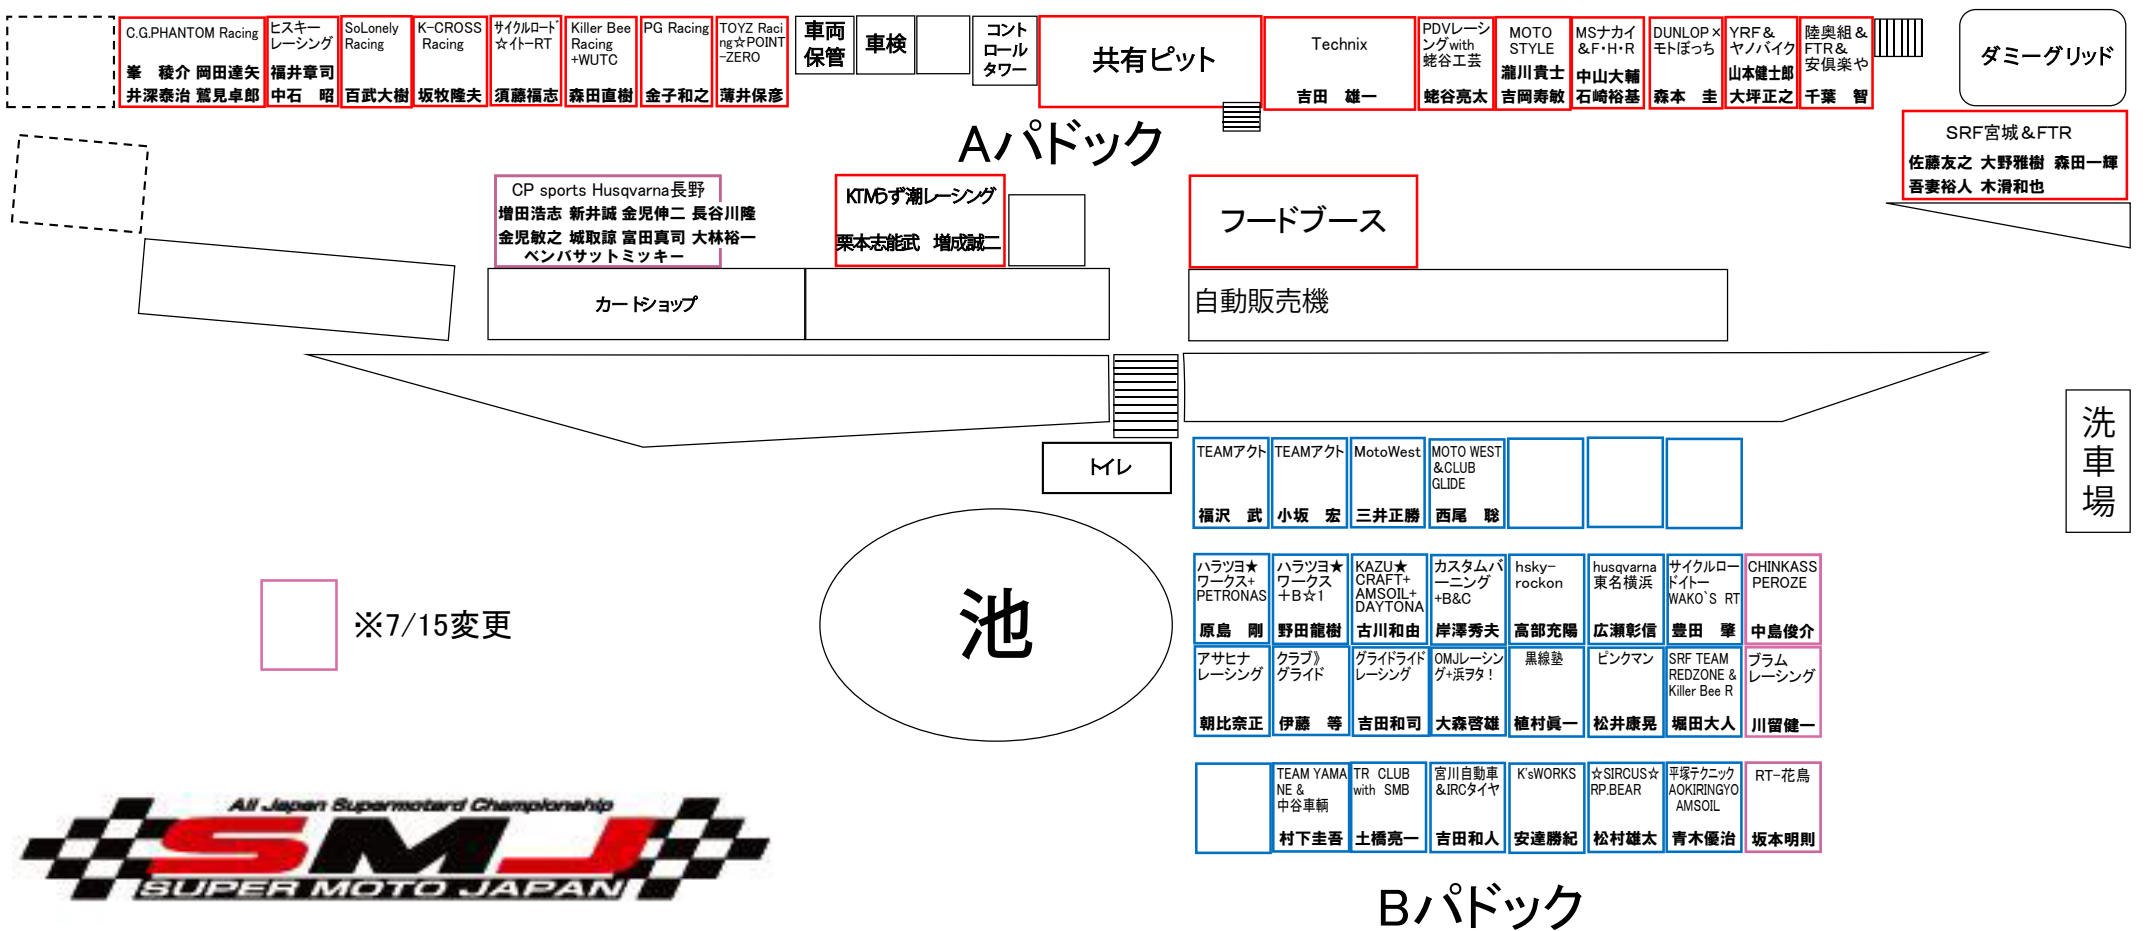 C.G.PHANTOM Racing
峯　稜介 岡田達矢
井深泰治 鷲見卓郎
ヒスキー
レーシング
福井章司
中石　昭
SoLonely
Racing
百武大樹
K-CROSS
Racing
坂牧隆夫
サイクルロード
☆イトーRT
須藤福志
Killer Bee
Racing
+WUTC
森田直樹
PG Racing
金子和之
TOYZ Raci
ng☆POINT
-ZERO
薄井保彦
車両
保管
車検
コント
ロール
タワー
共有ピット
Technix
吉田　雄一
PDVレーシ
ングwith
蛯谷工芸
蛯谷亮太
MOTO
STYLE
瀧川貴士
吉岡寿敏
MSナカイ
&F・H・R
中山大輔
石崎裕基
DUNLOP×
モトぼっち
森本　圭
YRF＆
ヤノバイク
山本健士郎
大坪正之
陸奥組＆
FTR＆
安倶楽や
千葉　智
ダミーグリッド
SRF宮城＆FTR
佐藤友之 大野雅樹 森田一輝
吾妻裕人 木滑和也
Aパドック
CP sports Husqvarna長野
増田浩志 新井誠 金児伸二 長谷川隆
金児敏之 城取諒 富田真司 大林裕一
ベンバサットミッキー
KTMうず潮レーシング
栗本志能武　増成誠二
フードブース
カートショップ
自動販売機
トイレ
洗
車
場
TEAMアクト
福沢　武
TEAMアクト
小坂　宏
MotoWest
三井正勝
MOTO WEST
&CLUB
GLIDE
西尾　聡
ハラツヨ★
ワークス+
PETRONAS
原島　剛
ハラツヨ★
ワークス
＋B☆1
野田龍樹
KAZU★
CRAFT+
AMSOIL+
DAYTONA
古川和由
カスタムバ
ーニング
+B&C
岸澤秀夫
hsky-
rockon
高部充陽
husqvarna
東名横浜
広瀬彰信
サイクルロー
ドイトー
WAKO`S RT
豊田　肇
CHINKASS
PEROZE
中島俊介
アサヒナ
レーシング
朝比奈正
クラブ》
グライド
伊藤　等
グライドライド
レーシング
吉田和司
OMJレーシン
グ+浜ヲタ！
大森啓雄
黒線塾
植村眞一
ピンクマン
松井康晃
SRF TEAM
REDZONE &
Killer Bee R
堀田大人
ブラム
レーシング
川留健一
TEAM YAMA
NE &
中谷車輌
村下圭吾
TR CLUB
with SMB
土橋亮一
宮川自動車
&IRCタイヤ
吉田和人
K'sWORKS
安達勝紀
☆SIRCUS☆
RP.BEAR
松村雄太
平塚テクニック
AOKIRINGYO
AMSOIL
青木優治
RT-花鳥
坂本明則
Bパドック
池
※7/15変更
All Japan Supermotard Championship
SMJ
SUPER MOTO JAPAN